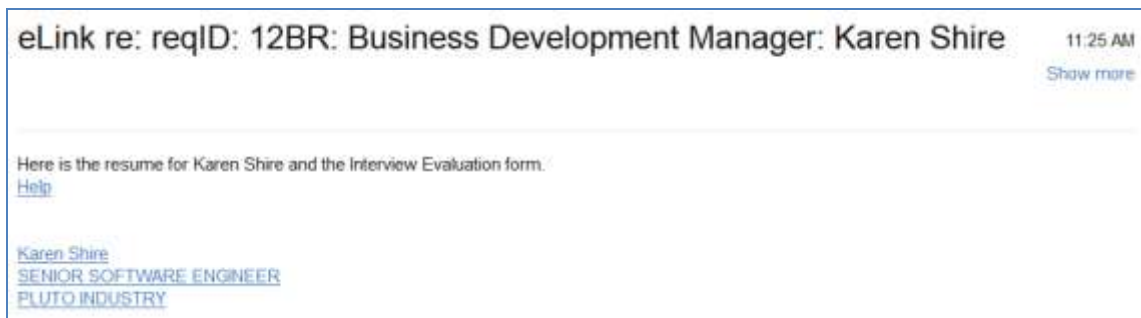 eLink re: reqID: 12BR: Business Development Manager: Karen Shire
11:25 AM
Show more
Here is the resume for Karen Shire and the Interview Evaluation form.
Help
Karen Shire
SENIOR SOFTWARE ENGINEER
PLUTO INDUSTRY